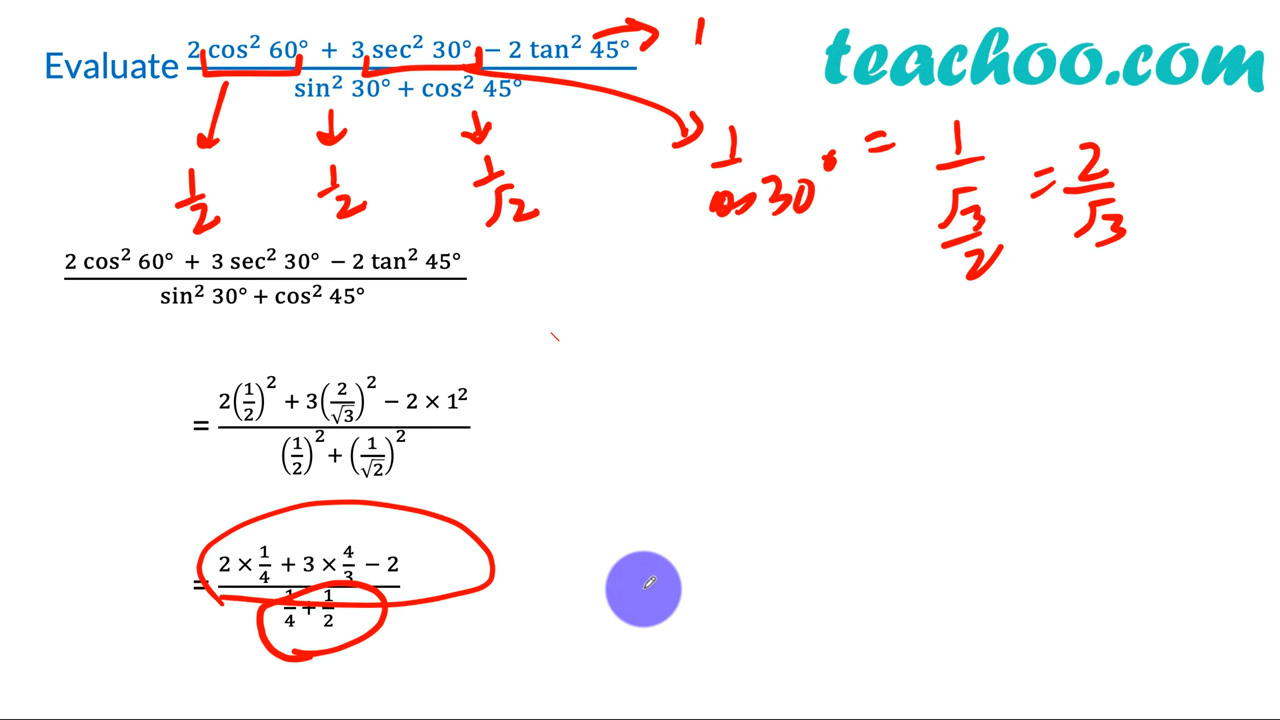 Evaluate (2 cos² 60° + 3 sec² 30° − 2 tan² 45°)/(sin² 30° + cos² 45°) → 1
teachoo.com
1/2
1/2
1/√2
1/cos 30° = 1/(√3/2) = 2/√3
(2 cos² 60° + 3 sec² 30° − 2 tan² 45°)/(sin² 30° + cos² 45°)
= (2(1/2)² + 3(2/√3)² − 2 × 1²)/((1/2)² + (1/√2)²)
= (2 × 1/4 + 3 × 4/3 − 2)/(1/4 + 1/2)